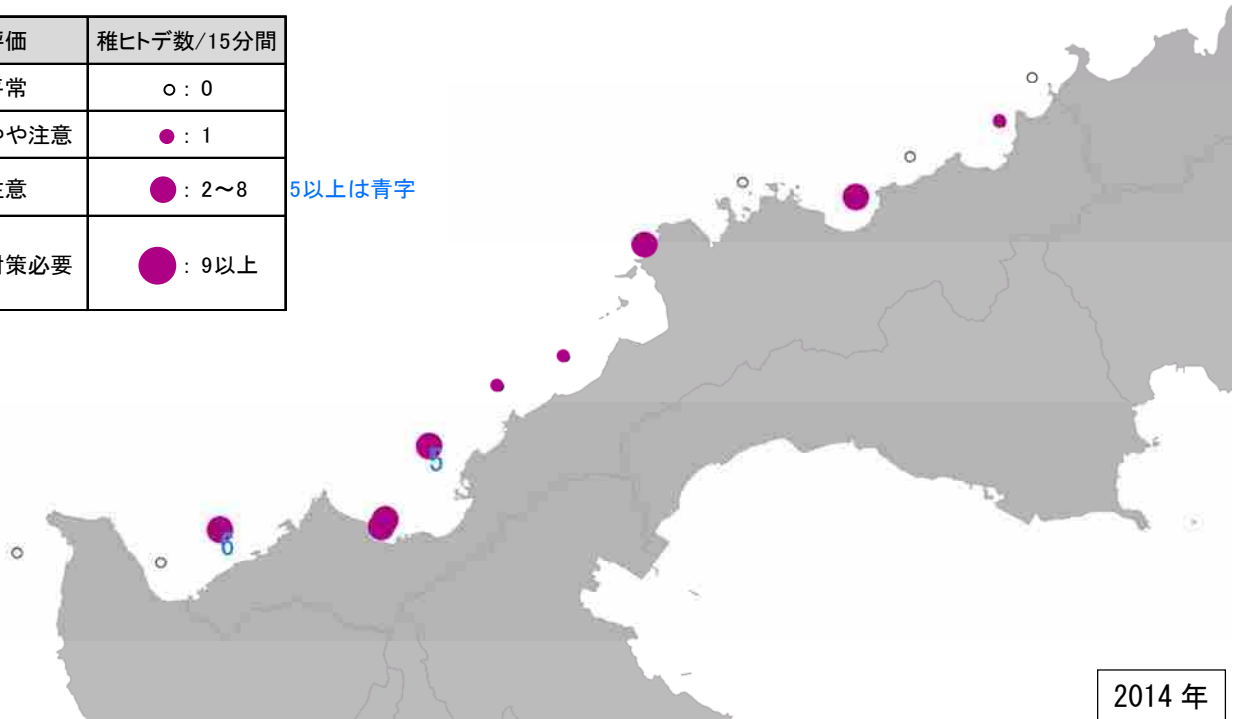 評価 稚ヒトデ数/15分間
平常 ○：0
やや注意 ●：1
注意 ●：2～8 5以上は青字
対策必要 ●：9以上
5
6
2014 年